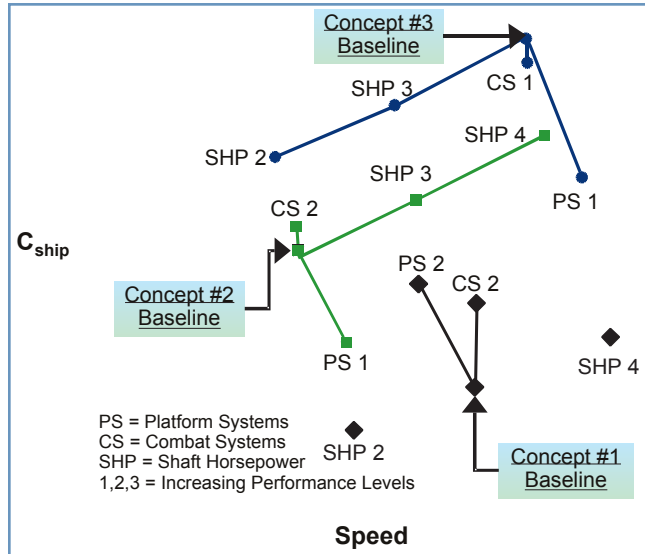 Concept #3
Baseline
CS 1
SHP 3
SHP 4
SHP 2
SHP 3
PS 1
CS 2
C_ship
PS 2
CS 2
Concept #2
Baseline
PS 1
SHP 4
PS = Platform Systems
CS = Combat Systems
SHP = Shaft Horsepower
1,2,3 = Increasing Performance Levels
SHP 2
Concept #1
Baseline
Speed